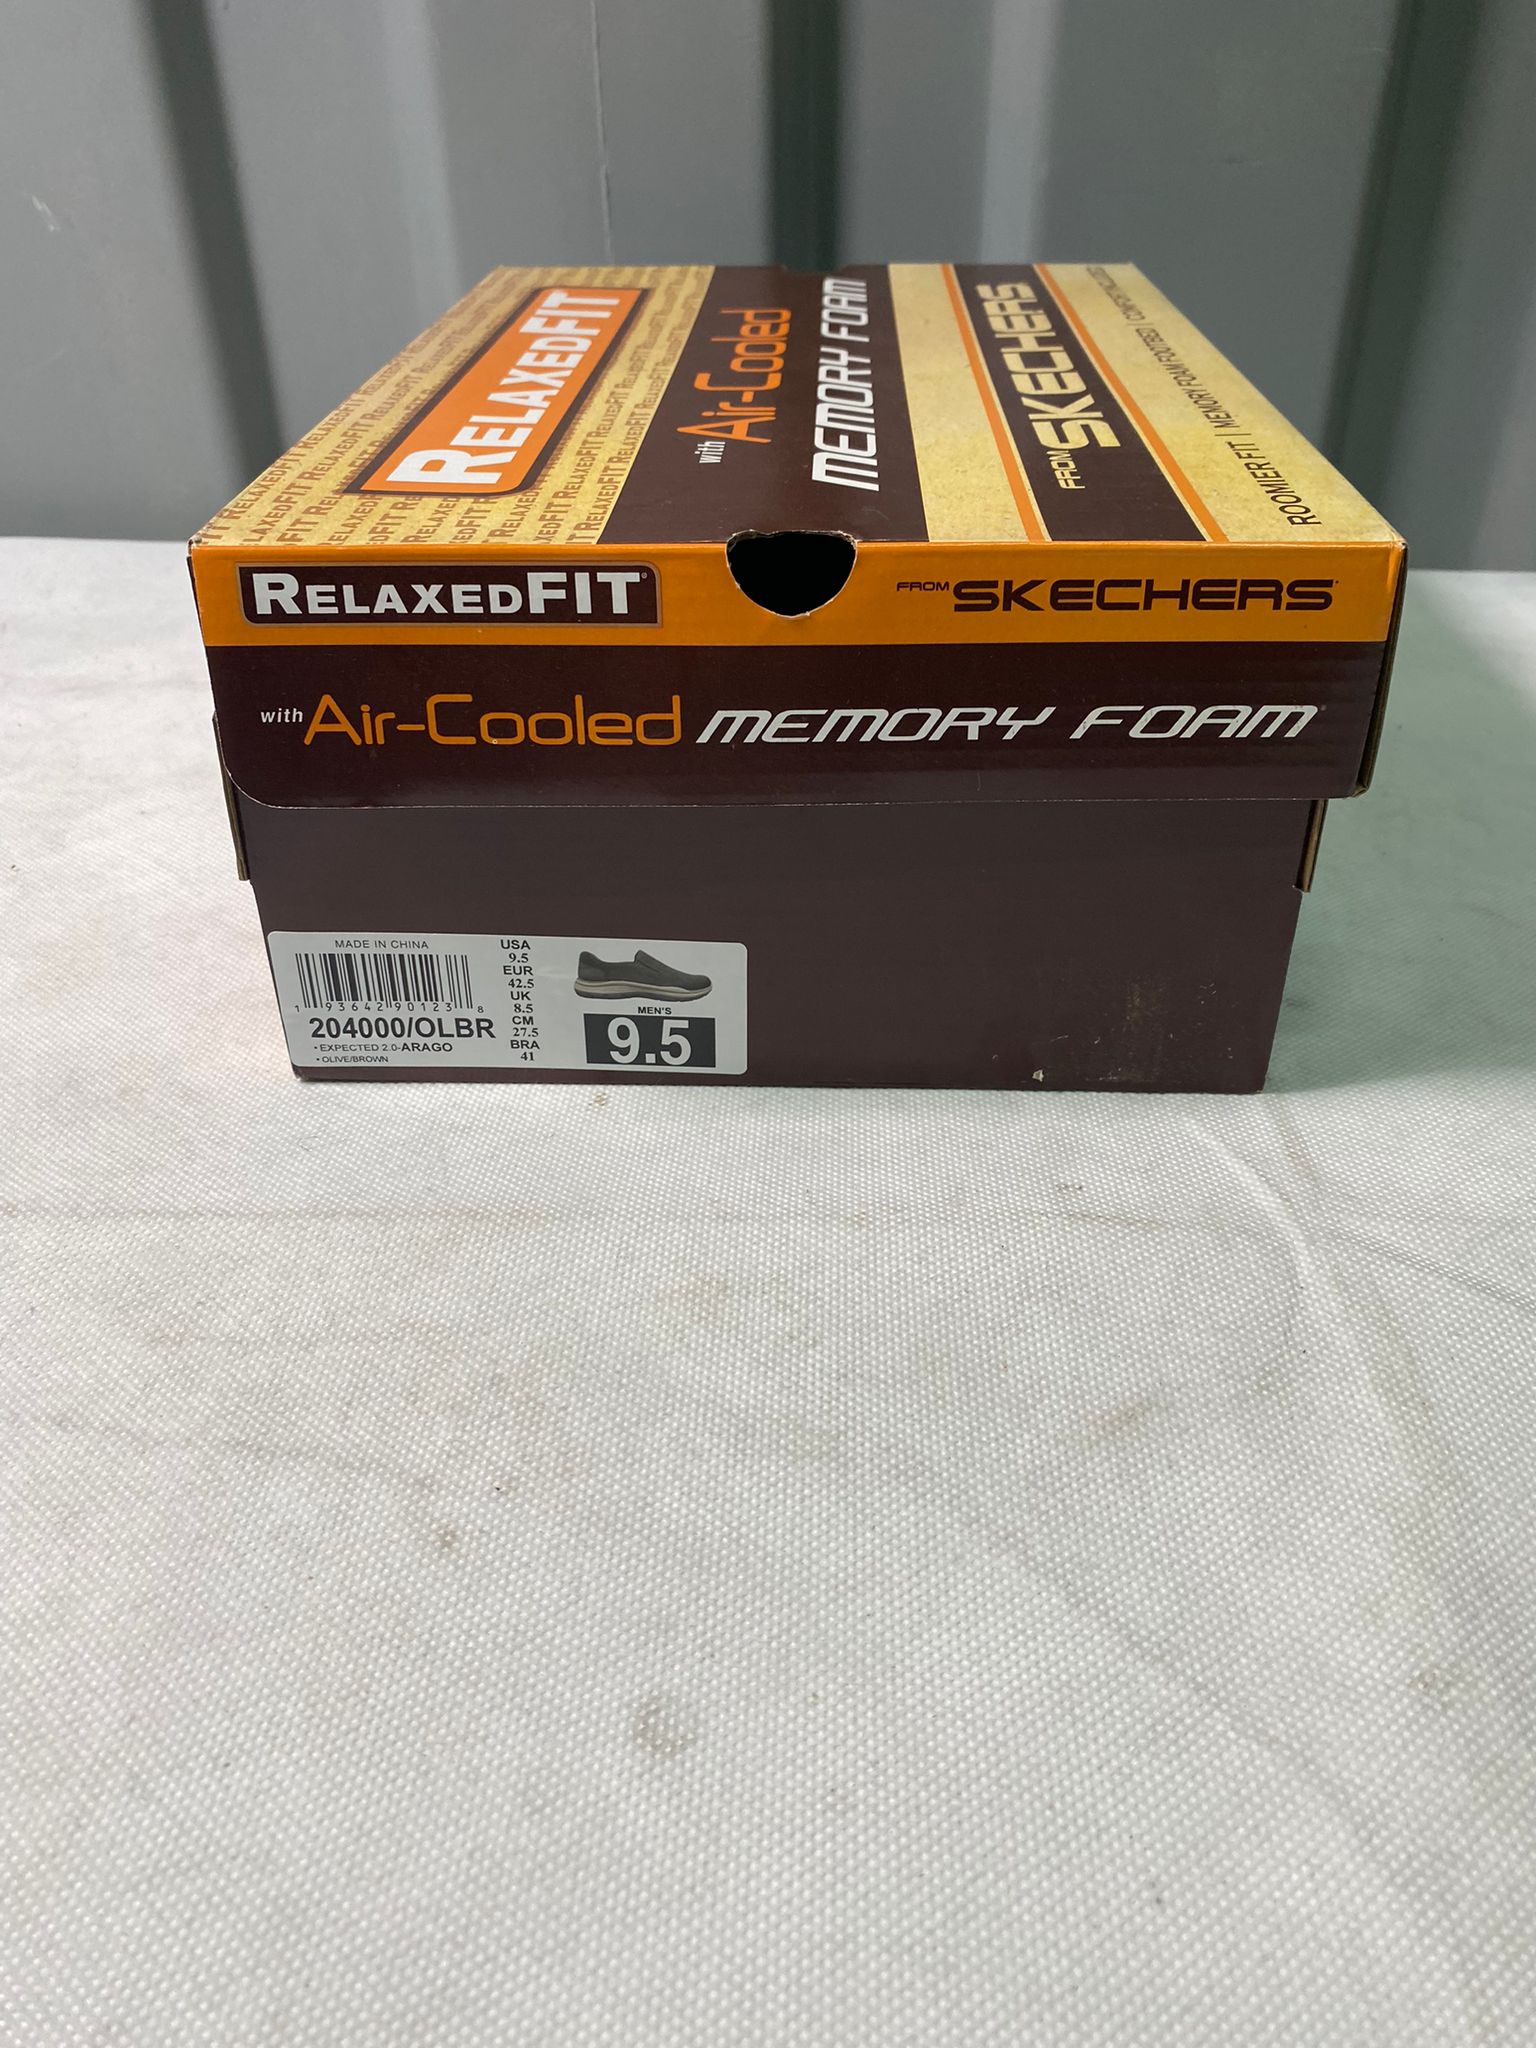 RELAXEDFIT
with Air-Cooled
MEMORY FOAM
FROM SKECHERS
ROOMIER FIT | MEMORY FOAM FOOTBED |
RELAXEDFIT®
FROM SKECHERS
with Air-Cooled MEMORY FOAM
MADE IN CHINA
1 93642 90123 8
204000/OLBR
• EXPECTED 2.0-ARAGO
• OLIVE/BROWN
USA
9.5
EUR
42.5
UK
8.5
CM
27.5
BRA
41
MEN'S
9.5